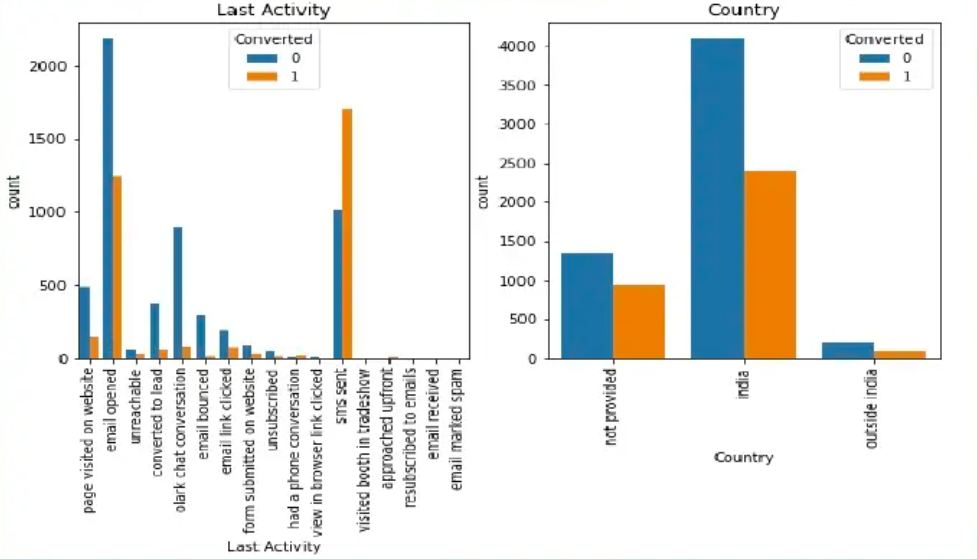 Last Activity
Converted
0
1
2000
1500
1000
500
0
count
page visited on website
email opened
unreachable
converted to lead
olark chat conversation
email bounced
email link clicked
form submitted on website
unsubscribed
had a phone conversation
view in browser link clicked
sms sent
visited booth in tradeshow
approached upfront
resubscribed to emails
email received
email marked spam
Last Activity
Country
Converted
0
1
4000
3500
3000
2500
2000
1500
1000
500
0
count
not provided
india
outside india
Country